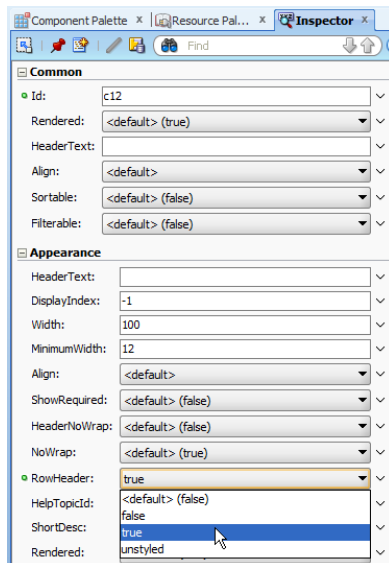 Component Palette x Resource Pal... x Inspector x
Find
Common
Id: c12
Rendered: <default> (true)
HeaderText:
Align: <default>
Sortable: <default> (false)
Filterable: <default> (false)
Appearance
HeaderText:
DisplayIndex: -1
Width: 100
MinimumWidth: 12
Align: <default>
ShowRequired: <default> (false)
HeaderNoWrap: <default> (false)
NoWrap: <default> (true)
RowHeader: true
HelpTopicId: <default> (false)
false
ShortDesc: true
Rendered: unstyled